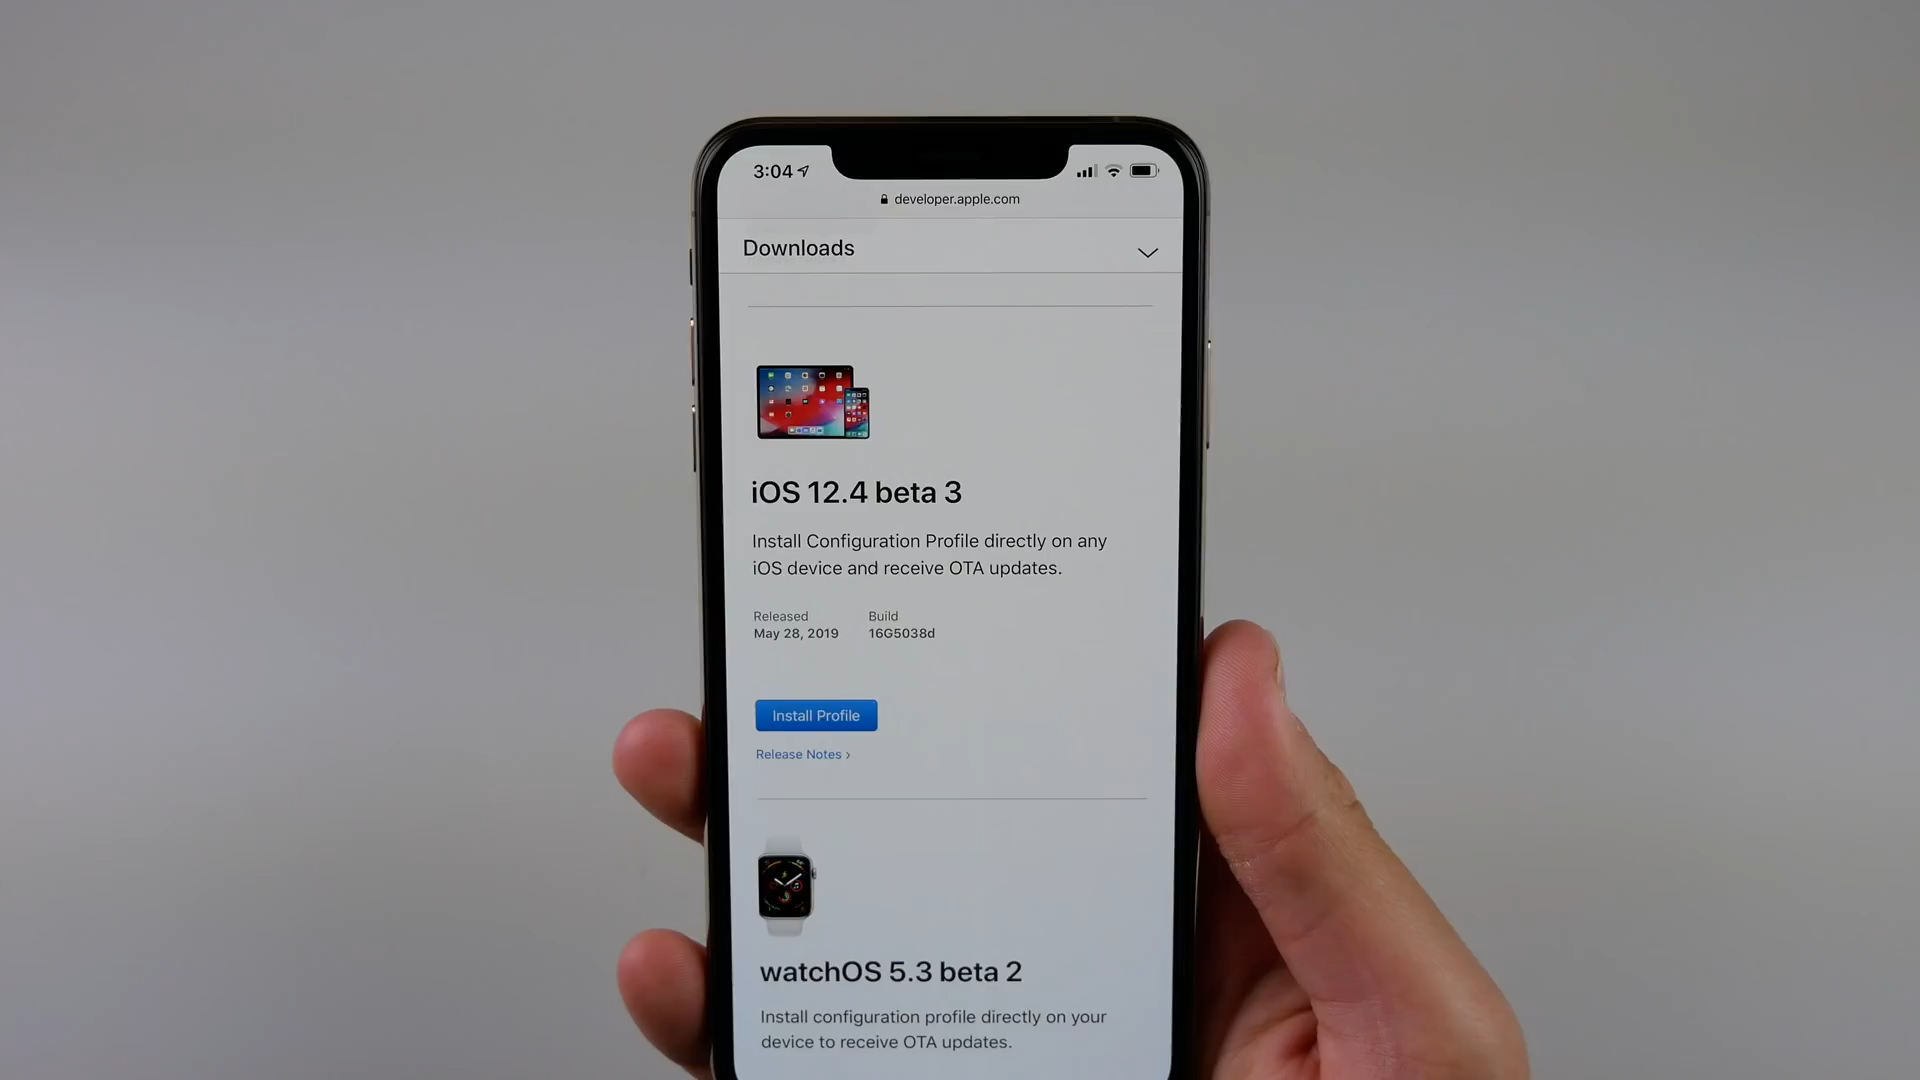 3:04
developer.apple.com
Downloads
iOS 12.4 beta 3
Install Configuration Profile directly on any
iOS device and receive OTA updates.
Released Build
May 28, 2019 16G5038d
Install Profile
Release Notes >
watchOS 5.3 beta 2
Install configuration profile directly on your
device to receive OTA updates.